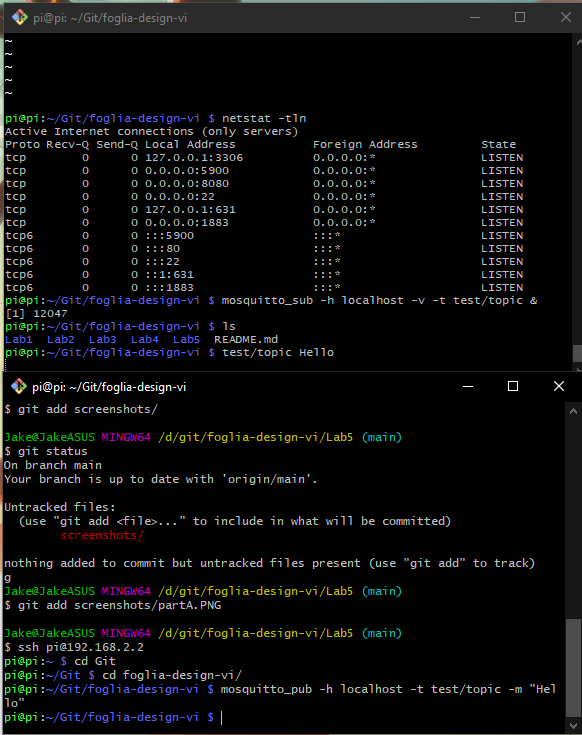 pi@pi: ~/Git/foglia-design-vi
~
~
~
~
~
pi@pi:~/Git/foglia-design-vi $ netstat -tln
Active Internet connections (only servers)
Proto Recv-Q Send-Q Local Address           Foreign Address         State
tcp        0      0 127.0.0.1:3306          0.0.0.0:*               LISTEN
tcp        0      0 0.0.0.0:5900            0.0.0.0:*               LISTEN
tcp        0      0 0.0.0.0:8080            0.0.0.0:*               LISTEN
tcp        0      0 0.0.0.0:22              0.0.0.0:*               LISTEN
tcp        0      0 127.0.0.1:631           0.0.0.0:*               LISTEN
tcp        0      0 0.0.0.0:1883            0.0.0.0:*               LISTEN
tcp6       0      0 :::5900                 :::*                    LISTEN
tcp6       0      0 :::80                   :::*                    LISTEN
tcp6       0      0 :::22                   :::*                    LISTEN
tcp6       0      0 ::1:631                 :::*                    LISTEN
tcp6       0      0 :::1883                 :::*                    LISTEN
pi@pi:~/Git/foglia-design-vi $ mosquitto_sub -h localhost -v -t test/topic &
[1] 12047
pi@pi:~/Git/foglia-design-vi $ ls
Lab1  Lab2  Lab3  Lab4  Lab5  README.md
pi@pi:~/Git/foglia-design-vi $ test/topic Hello
pi@pi: ~/Git/foglia-design-vi
$ git add screenshots/
Jake@JakeASUS MINGW64 /d/git/foglia-design-vi/Lab5 (main)
$ git status
On branch main
Your branch is up to date with 'origin/main'.
Untracked files:
  (use "git add <file>..." to include in what will be committed)
        screenshots/
nothing added to commit but untracked files present (use "git add" to track)
g
Jake@JakeASUS MINGW64 /d/git/foglia-design-vi/Lab5 (main)
$ git add screenshots/partA.PNG
Jake@JakeASUS MINGW64 /d/git/foglia-design-vi/Lab5 (main)
$ ssh pi@192.168.2.2
pi@pi:~ $ cd Git
pi@pi:~/Git $ cd foglia-design-vi/
pi@pi:~/Git/foglia-design-vi $ mosquitto_pub -h localhost -t test/topic -m "Hel
lo"
pi@pi:~/Git/foglia-design-vi $